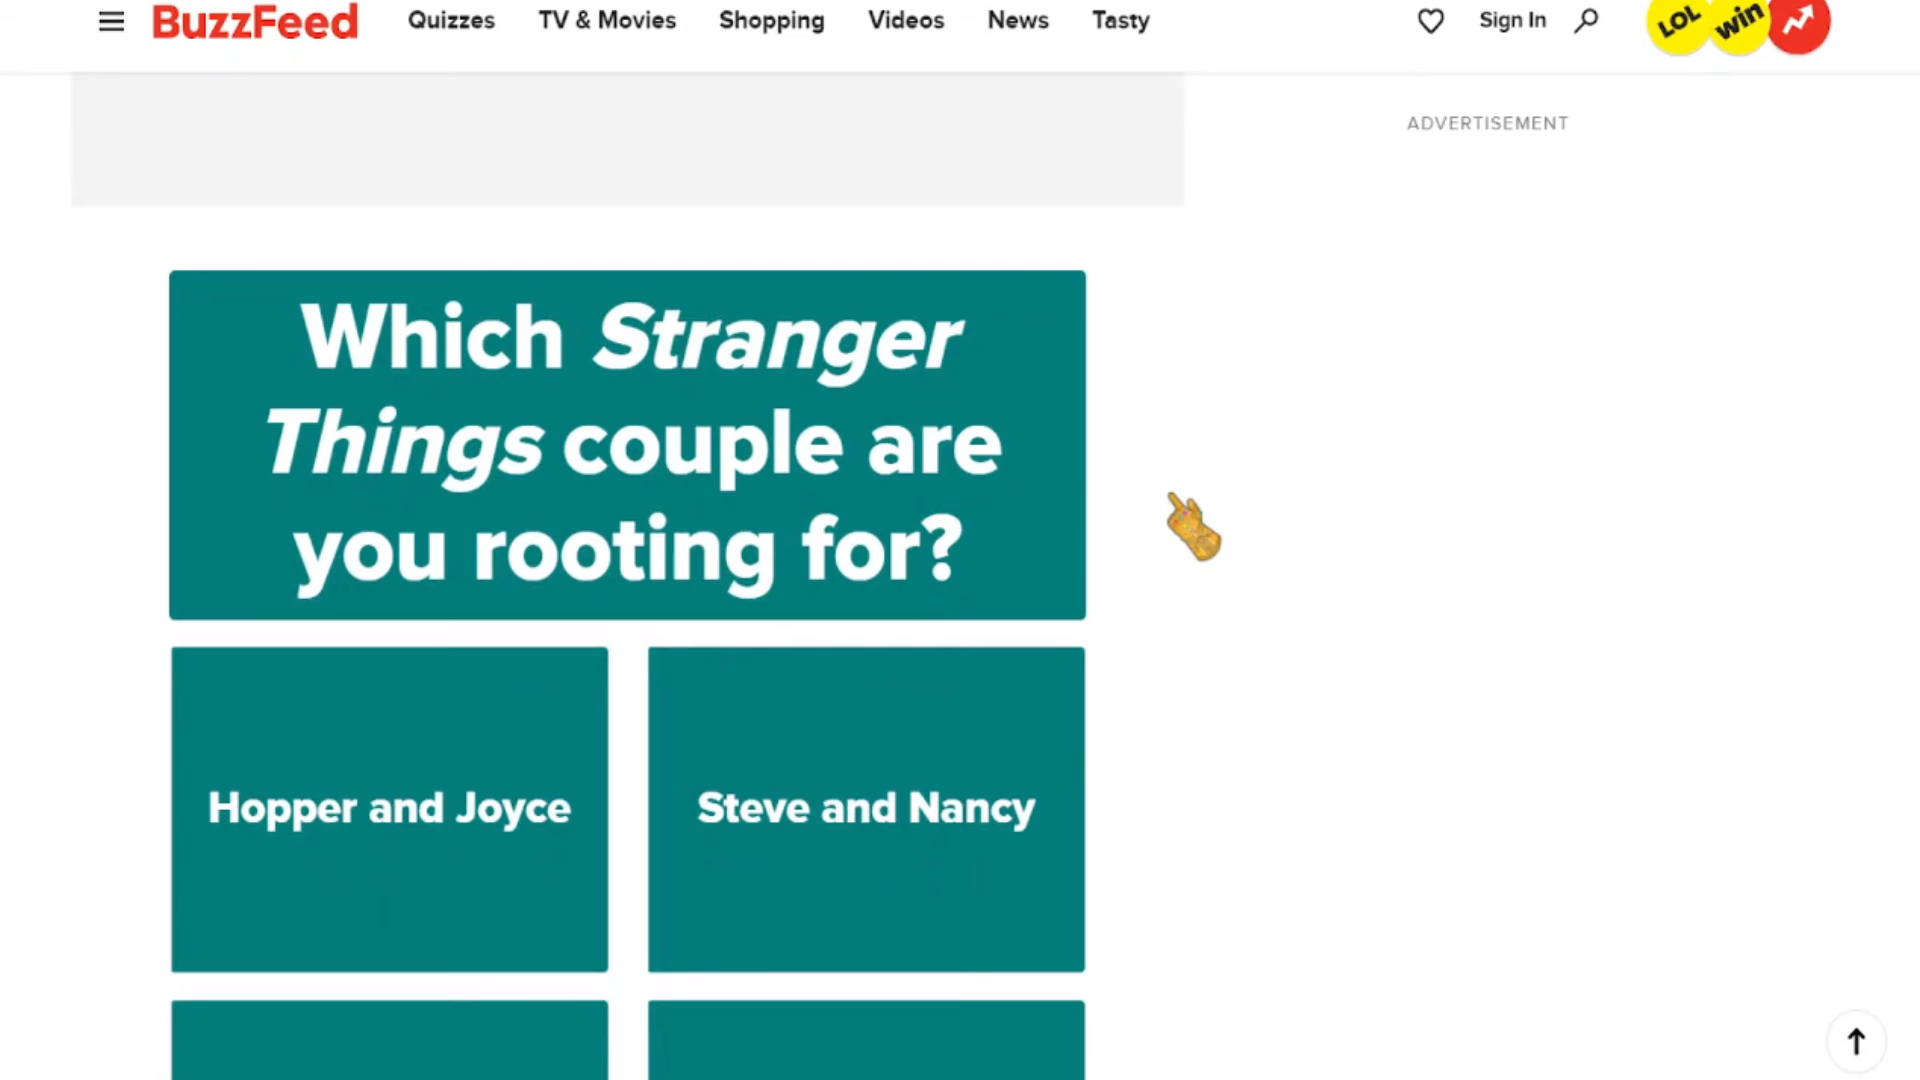 BuzzFeed Quizzes TV & Movies Shopping Videos News Tasty Sign In LOL win
ADVERTISEMENT
Which Stranger
Things couple are
you rooting for?
Hopper and Joyce
Steve and Nancy